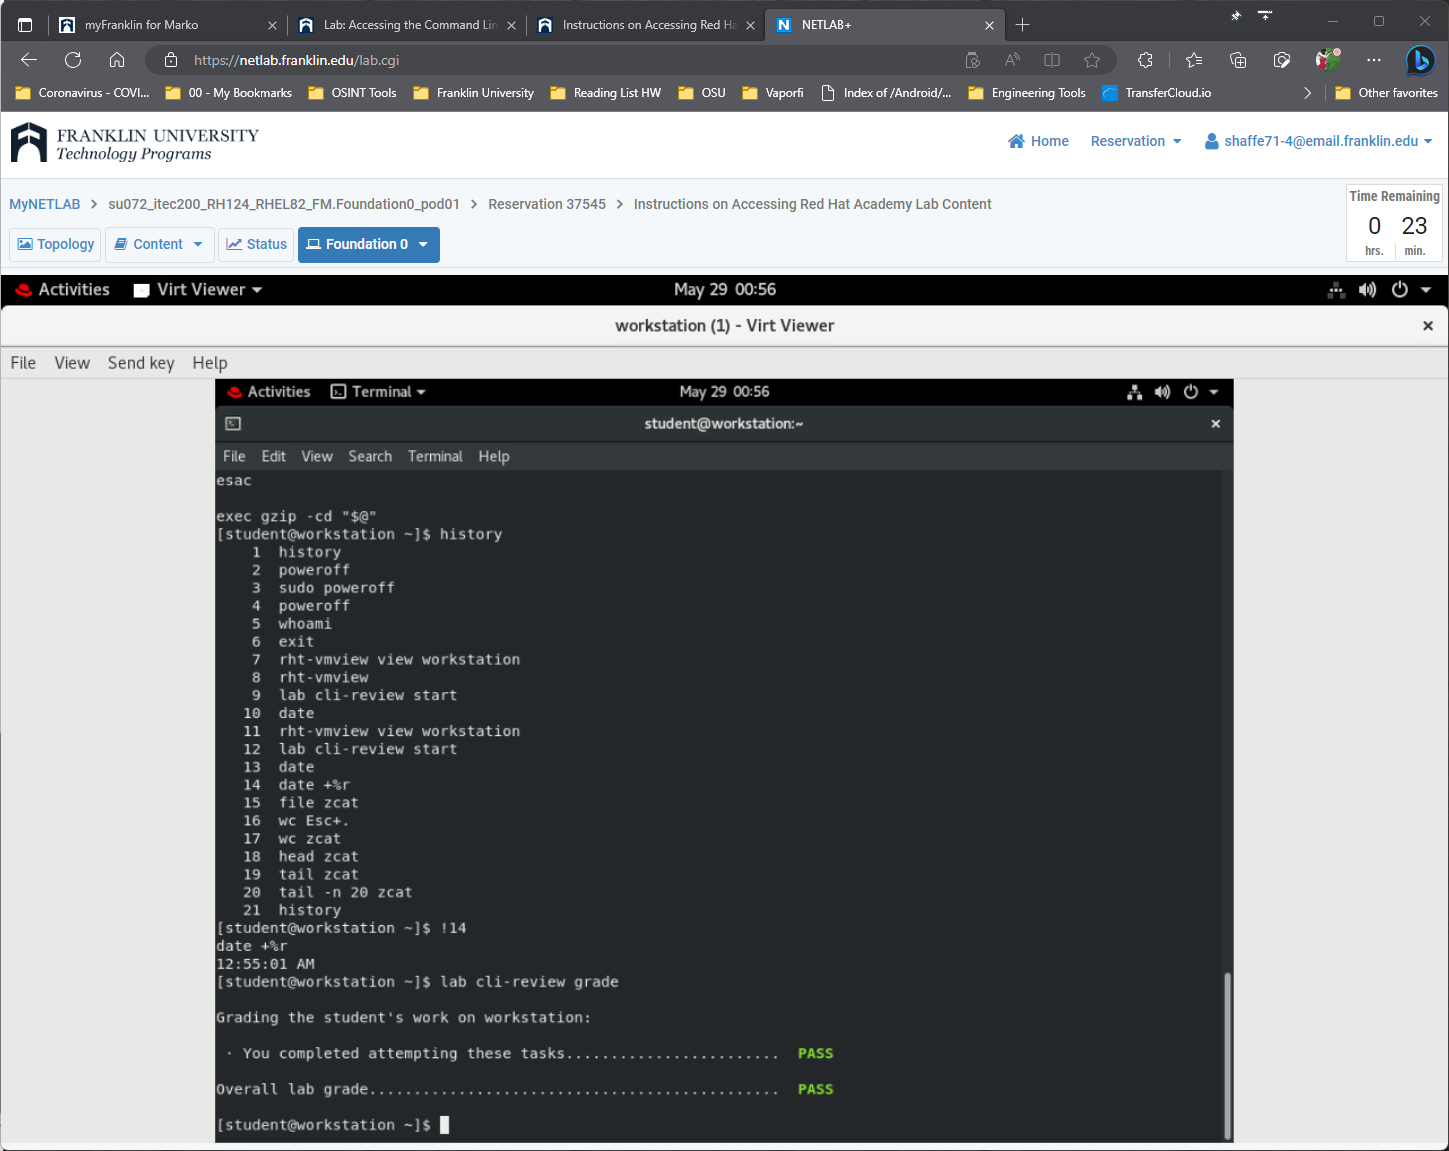 myFranklin for Marko
Lab: Accessing the Command Lin
Instructions on Accessing Red Ha
NETLAB+
https://netlab.franklin.edu/lab.cgi
Coronavirus - COVI...
00 - My Bookmarks
OSINT Tools
Franklin University
Reading List HW
OSU
Vaporfi
Index of /Android/...
Engineering Tools
TransferCloud.io
Other favorites
FRANKLIN UNIVERSITY
Technology Programs
Home
Reservation
shaffe71-4@email.franklin.edu
MyNETLAB > su072_itec200_RH124_RHEL82_FM.Foundation0_pod01 > Reservation 37545 > Instructions on Accessing Red Hat Academy Lab Content
Time Remaining
0 23
hrs. min.
Topology
Content
Status
Foundation 0
Activities
Virt Viewer
May 29 00:56
workstation (1) - Virt Viewer
File View Send key Help
Activities
Terminal
May 29 00:56
student@workstation:~
File Edit View Search Terminal Help
esac
exec gzip -cd "$@"
[student@workstation ~]$ history
1 history
2 poweroff
3 sudo poweroff
4 poweroff
5 whoami
6 exit
7 rht-vmview view workstation
8 rht-vmview
9 lab cli-review start
10 date
11 rht-vmview view workstation
12 lab cli-review start
13 date
14 date +%r
15 file zcat
16 wc Esc+.
17 wc zcat
18 head zcat
19 tail zcat
20 tail -n 20 zcat
21 history
[student@workstation ~]$ !14
date +%r
12:55:01 AM
[student@workstation ~]$ lab cli-review grade
Grading the student's work on workstation:
· You completed attempting these tasks........................ PASS
Overall lab grade.............................................. PASS
[student@workstation ~]$